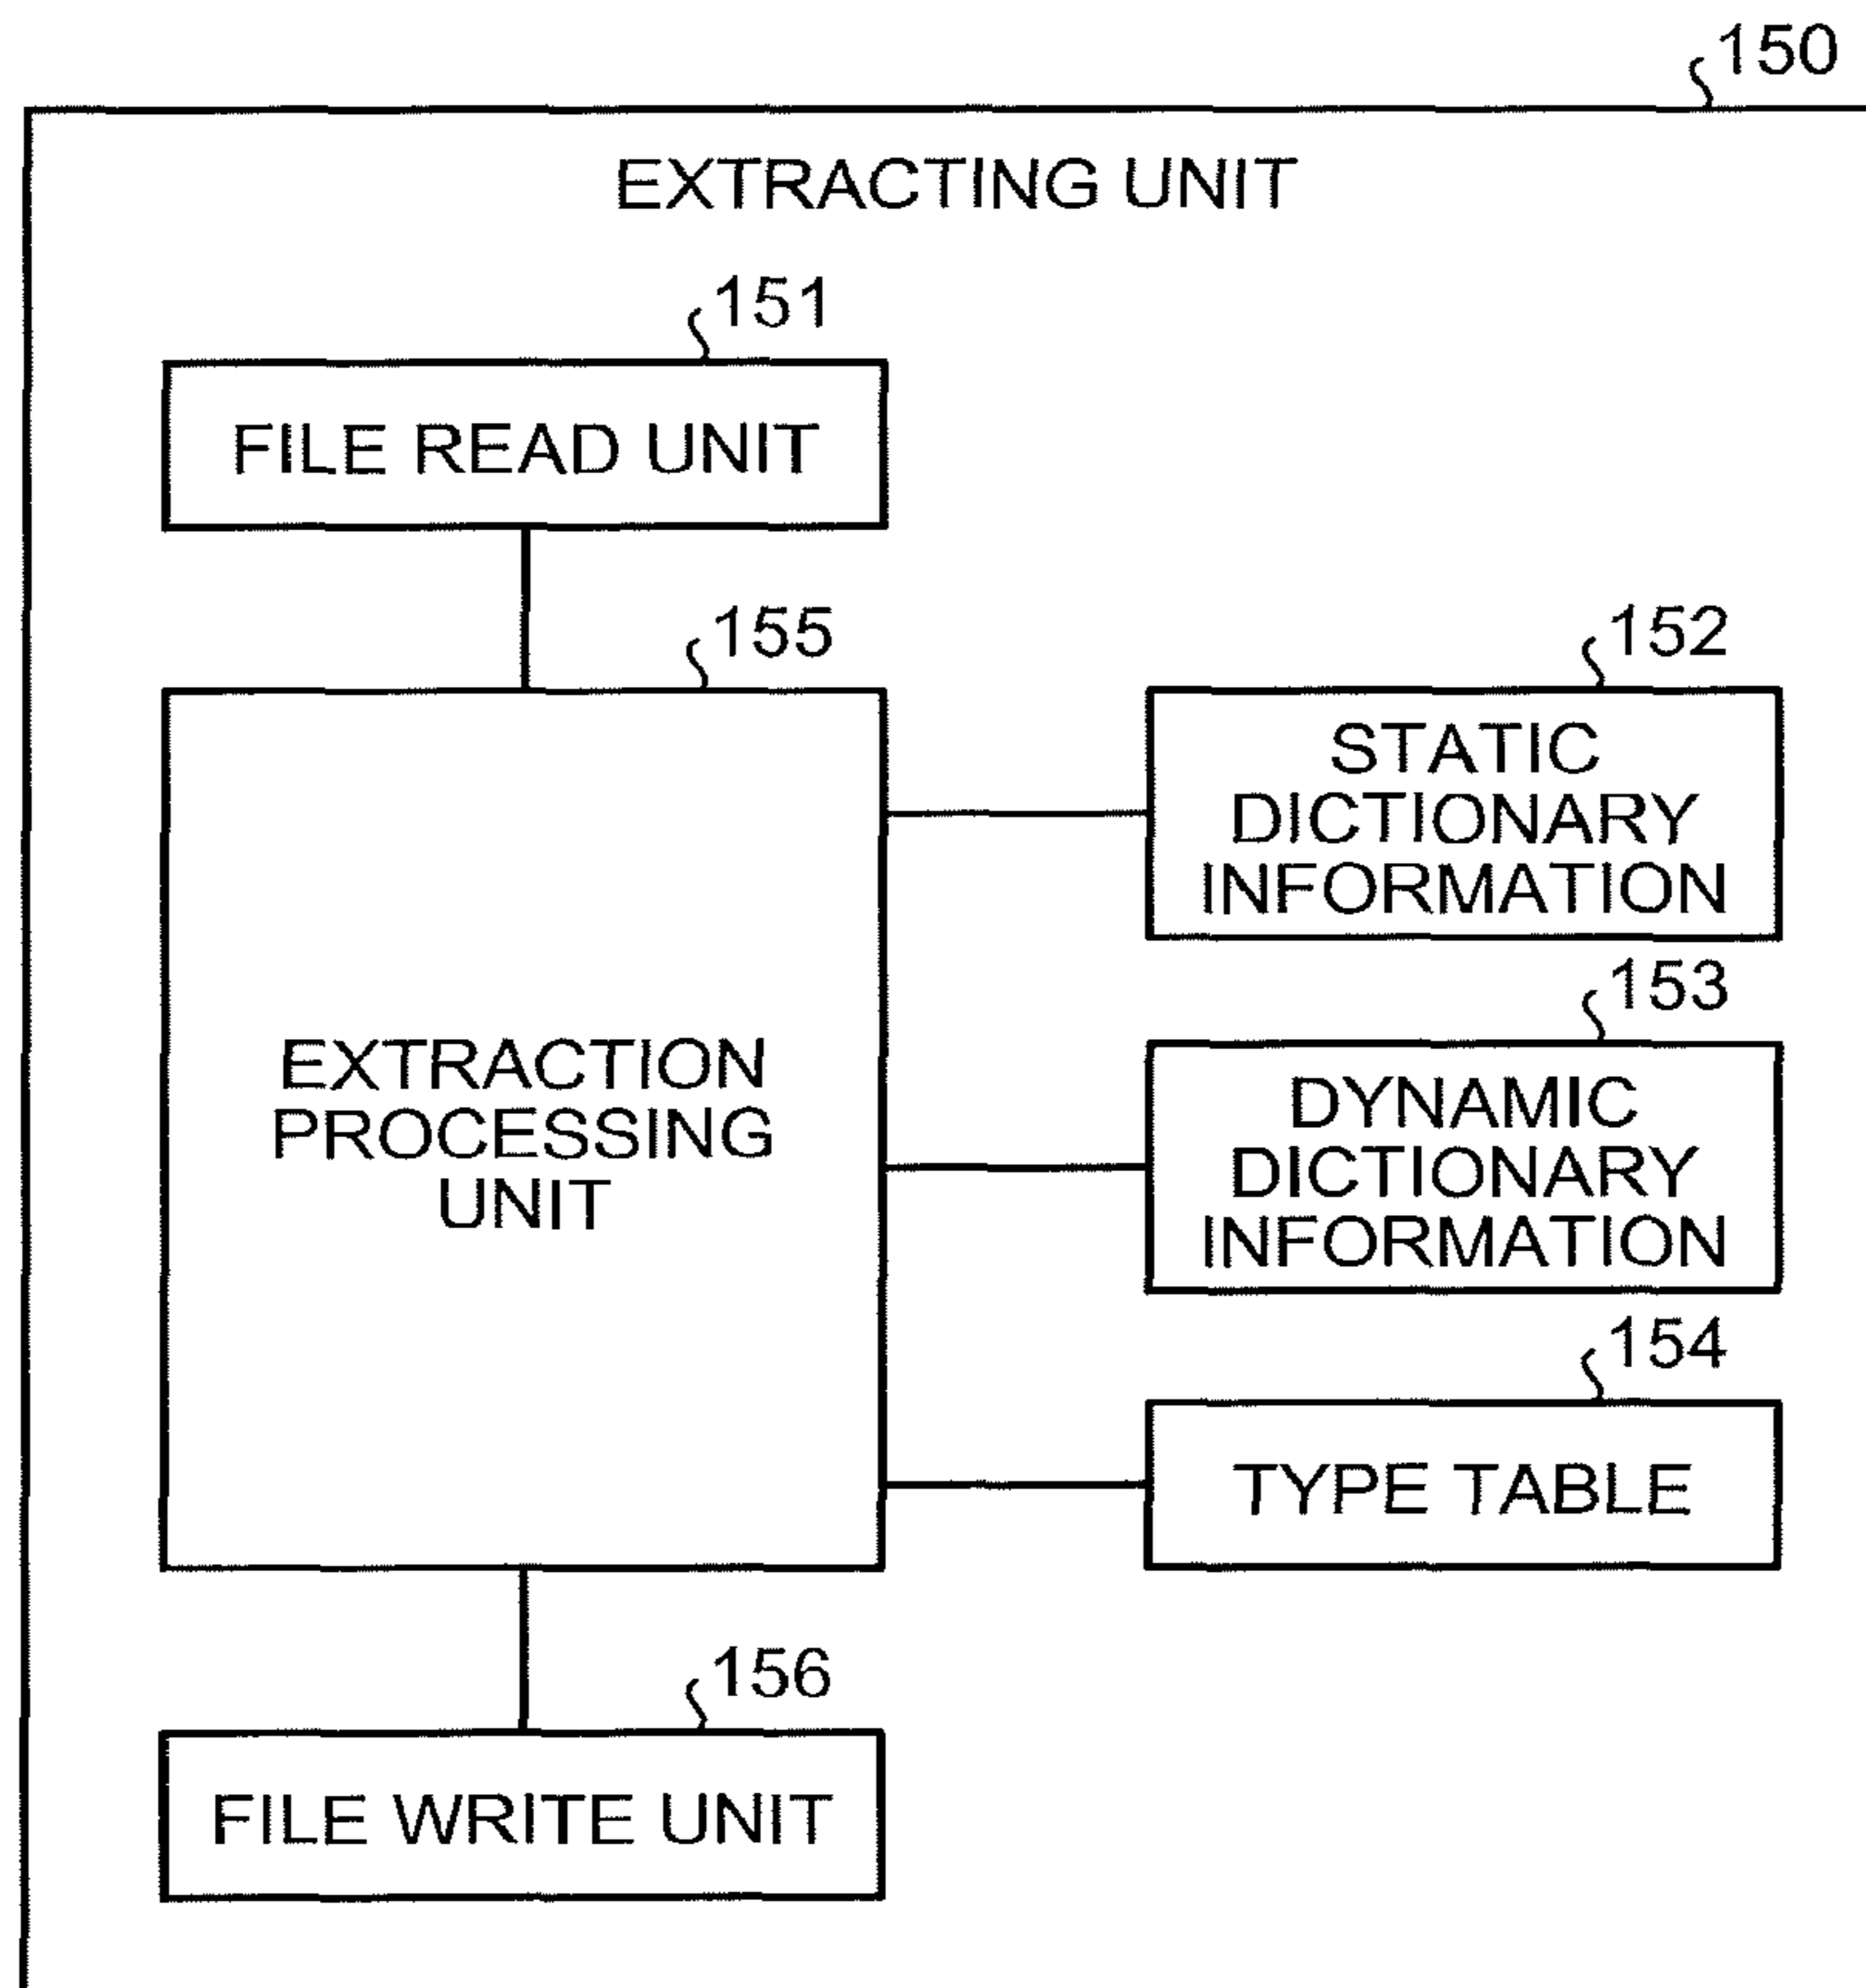 150
EXTRACTING UNIT
151
FILE READ UNIT
155
EXTRACTION
PROCESSING
UNIT
152
STATIC
DICTIONARY
INFORMATION
153
DYNAMIC
DICTIONARY
INFORMATION
154
TYPE TABLE
156
FILE WRITE UNIT